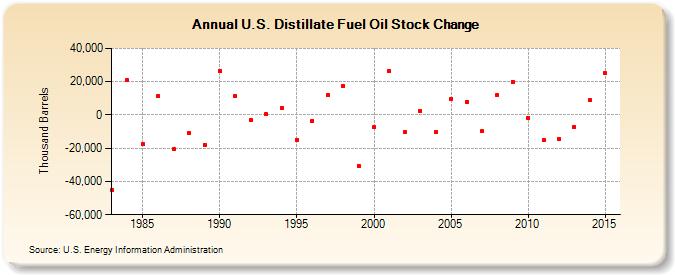 Annual U.S. Distillate Fuel Oil Stock Change
Thousand Barrels
40,000
20,000
0
-20,000
-40,000
-60,000
1985 1990 1995 2000 2005 2010 2015
Source: U.S. Energy Information Administration